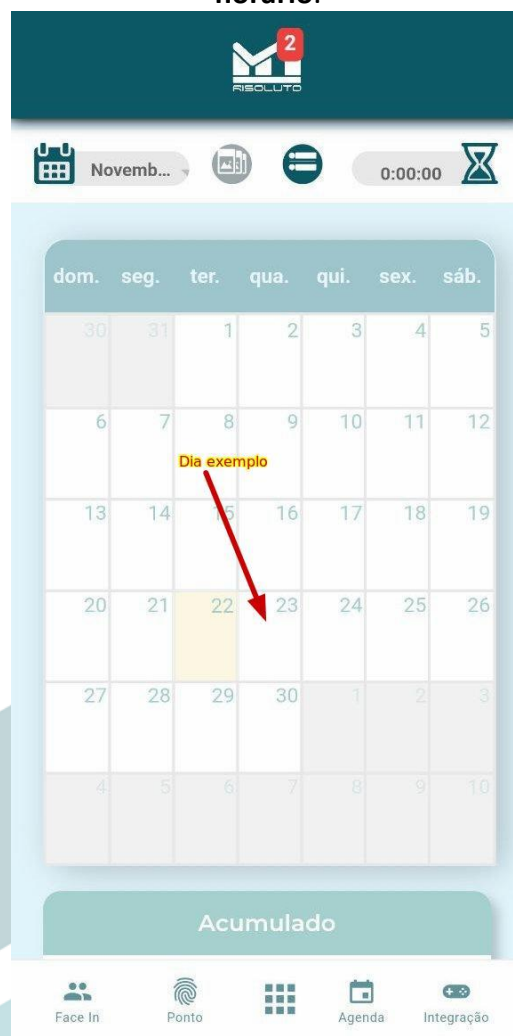 horário.
2
RISOLUTO
Novemb... 0:00:00
dom. seg. ter. qua. qui. sex. sáb.
30 31 1 2 3 4 5
6 7 8 9 10 11 12
Dia exemplo
13 14 15 16 17 18 19
20 21 22 23 24 25 26
27 28 29 30 1 2 3
4 5 6 7 8 9 10
Acumulado
Face In Ponto Agenda Integração